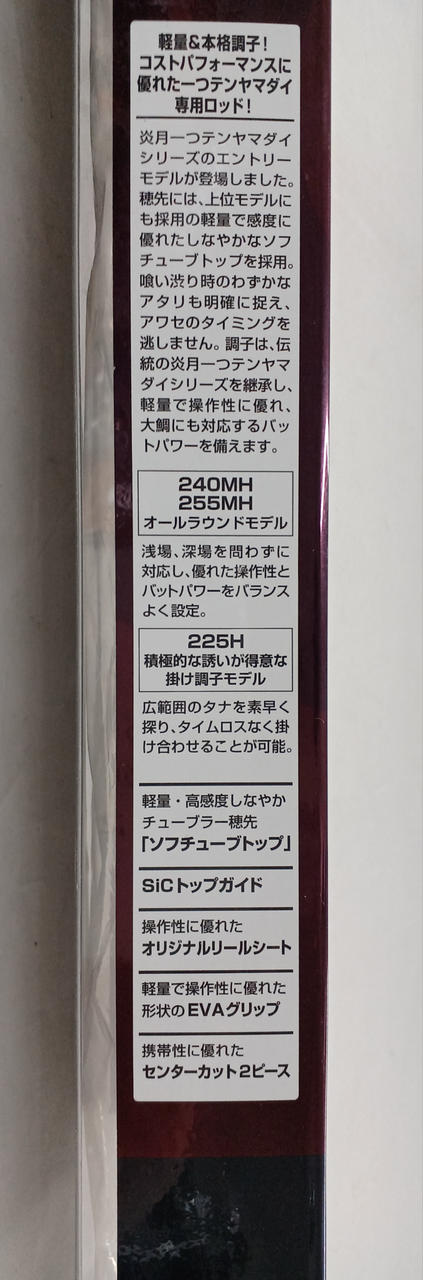 軽量&本格調子!
コストパフォーマンスに
優れた一つテンヤマダイ
専用ロッド!
炎月一つテンヤマダイ
シリーズのエントリー
モデルが登場しました。
穂先には、上位モデルに
も採用の軽量で感度に
優れたしなやかなソフ
チューブトップを採用。
喰い渋り時のわずかな
アタリも明確に捉え、
アワセのタイミングを
逃しません。調子は、伝
統の炎月一つテンヤマ
ダイシリーズを継承し、
軽量で操作性に優れ、
大鯛にも対応するバッ
トパワーを備えます。
240MH
255MH
オールラウンドモデル
浅場、深場を問わずに
対応し、優れた操作性と
バットパワーをバランス
よく設定。
225H
積極的な誘いが得意な
掛け調子モデル
広範囲のタナを素早く
探り、タイムロスなく掛
け合わせることが可能。
軽量・高感度しなやか
チューブラー穂先
「ソフチューブトップ」
SiCトップガイド
操作性に優れた
オリジナルリールシート
軽量で操作性に優れた
形状のEVAグリップ
携帯性に優れた
センターカット2ピース